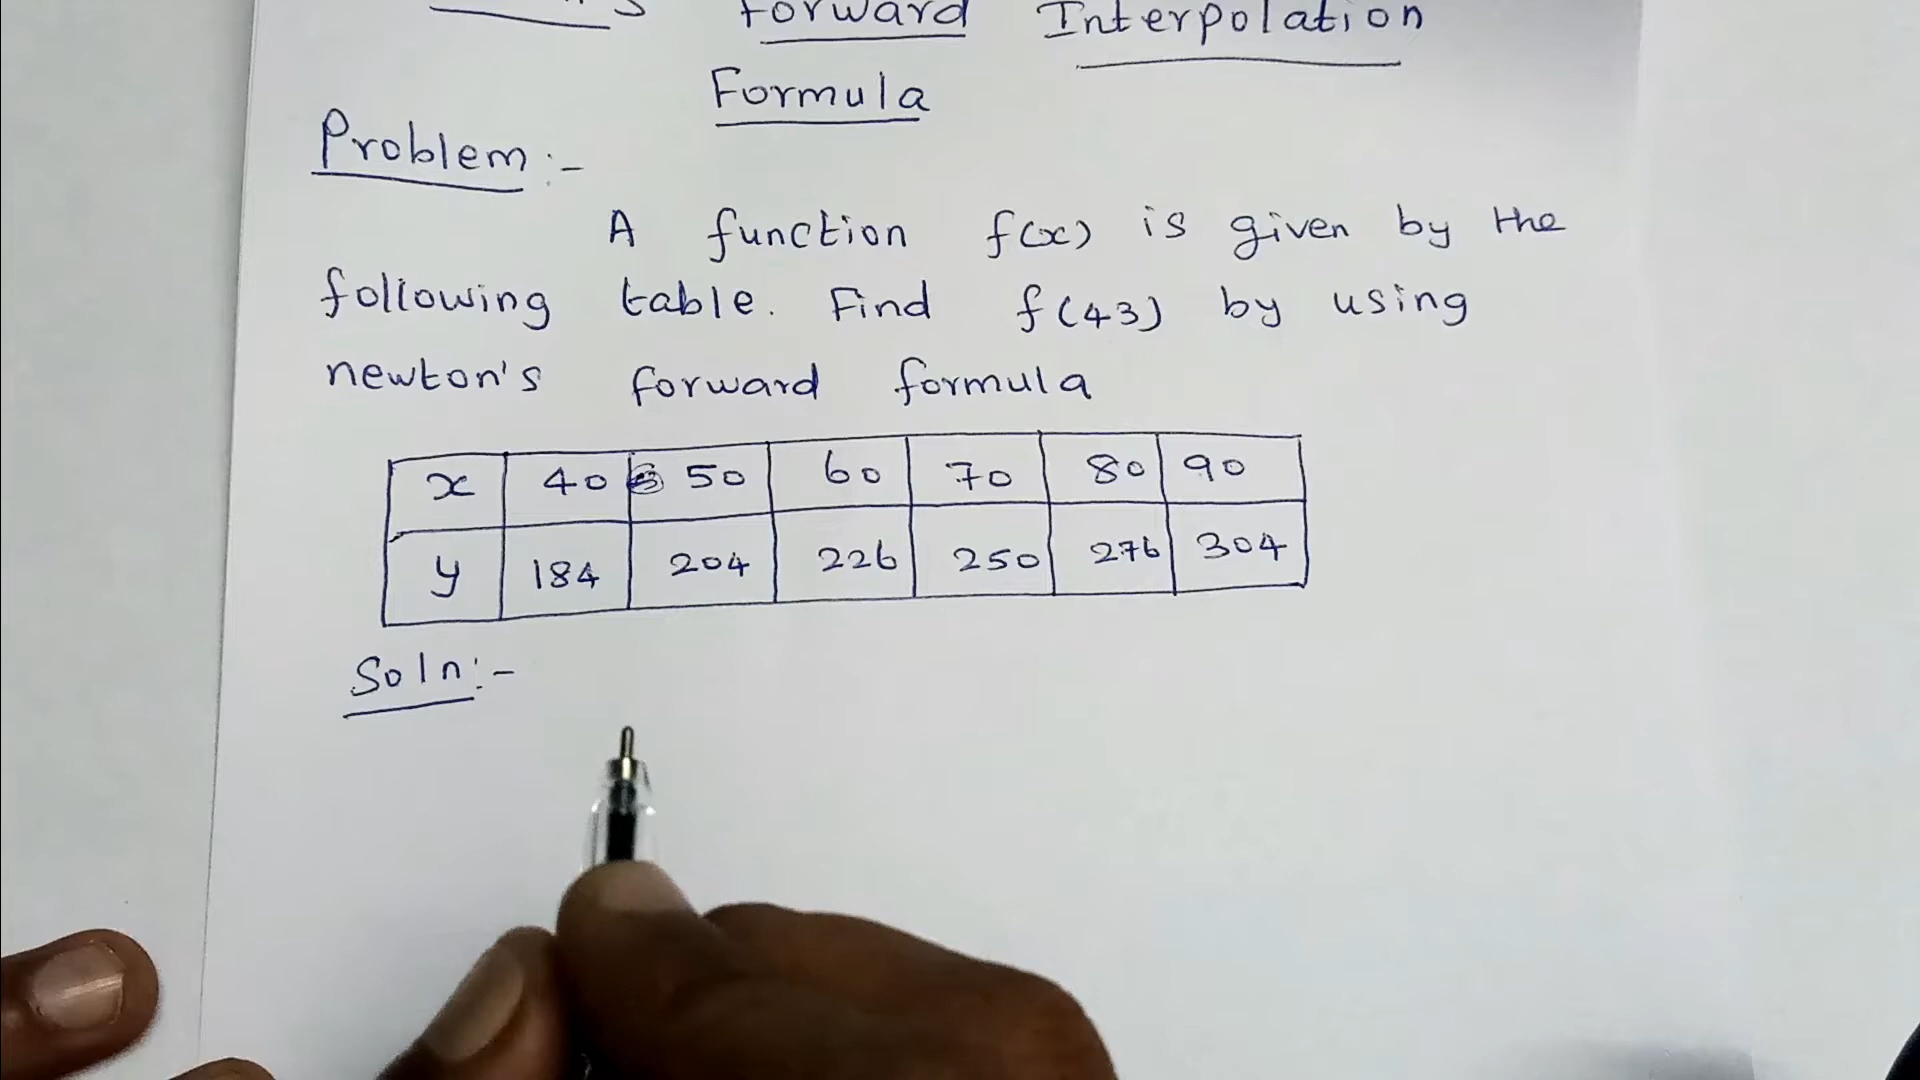 Forward Interpolation
Formula
Problem :-
A function f(x) is given by the
following table. Find f(43) by using
newton's forward formula
x 40 50 60 70 80 90
y 184 204 226 250 276 304
Soln :-